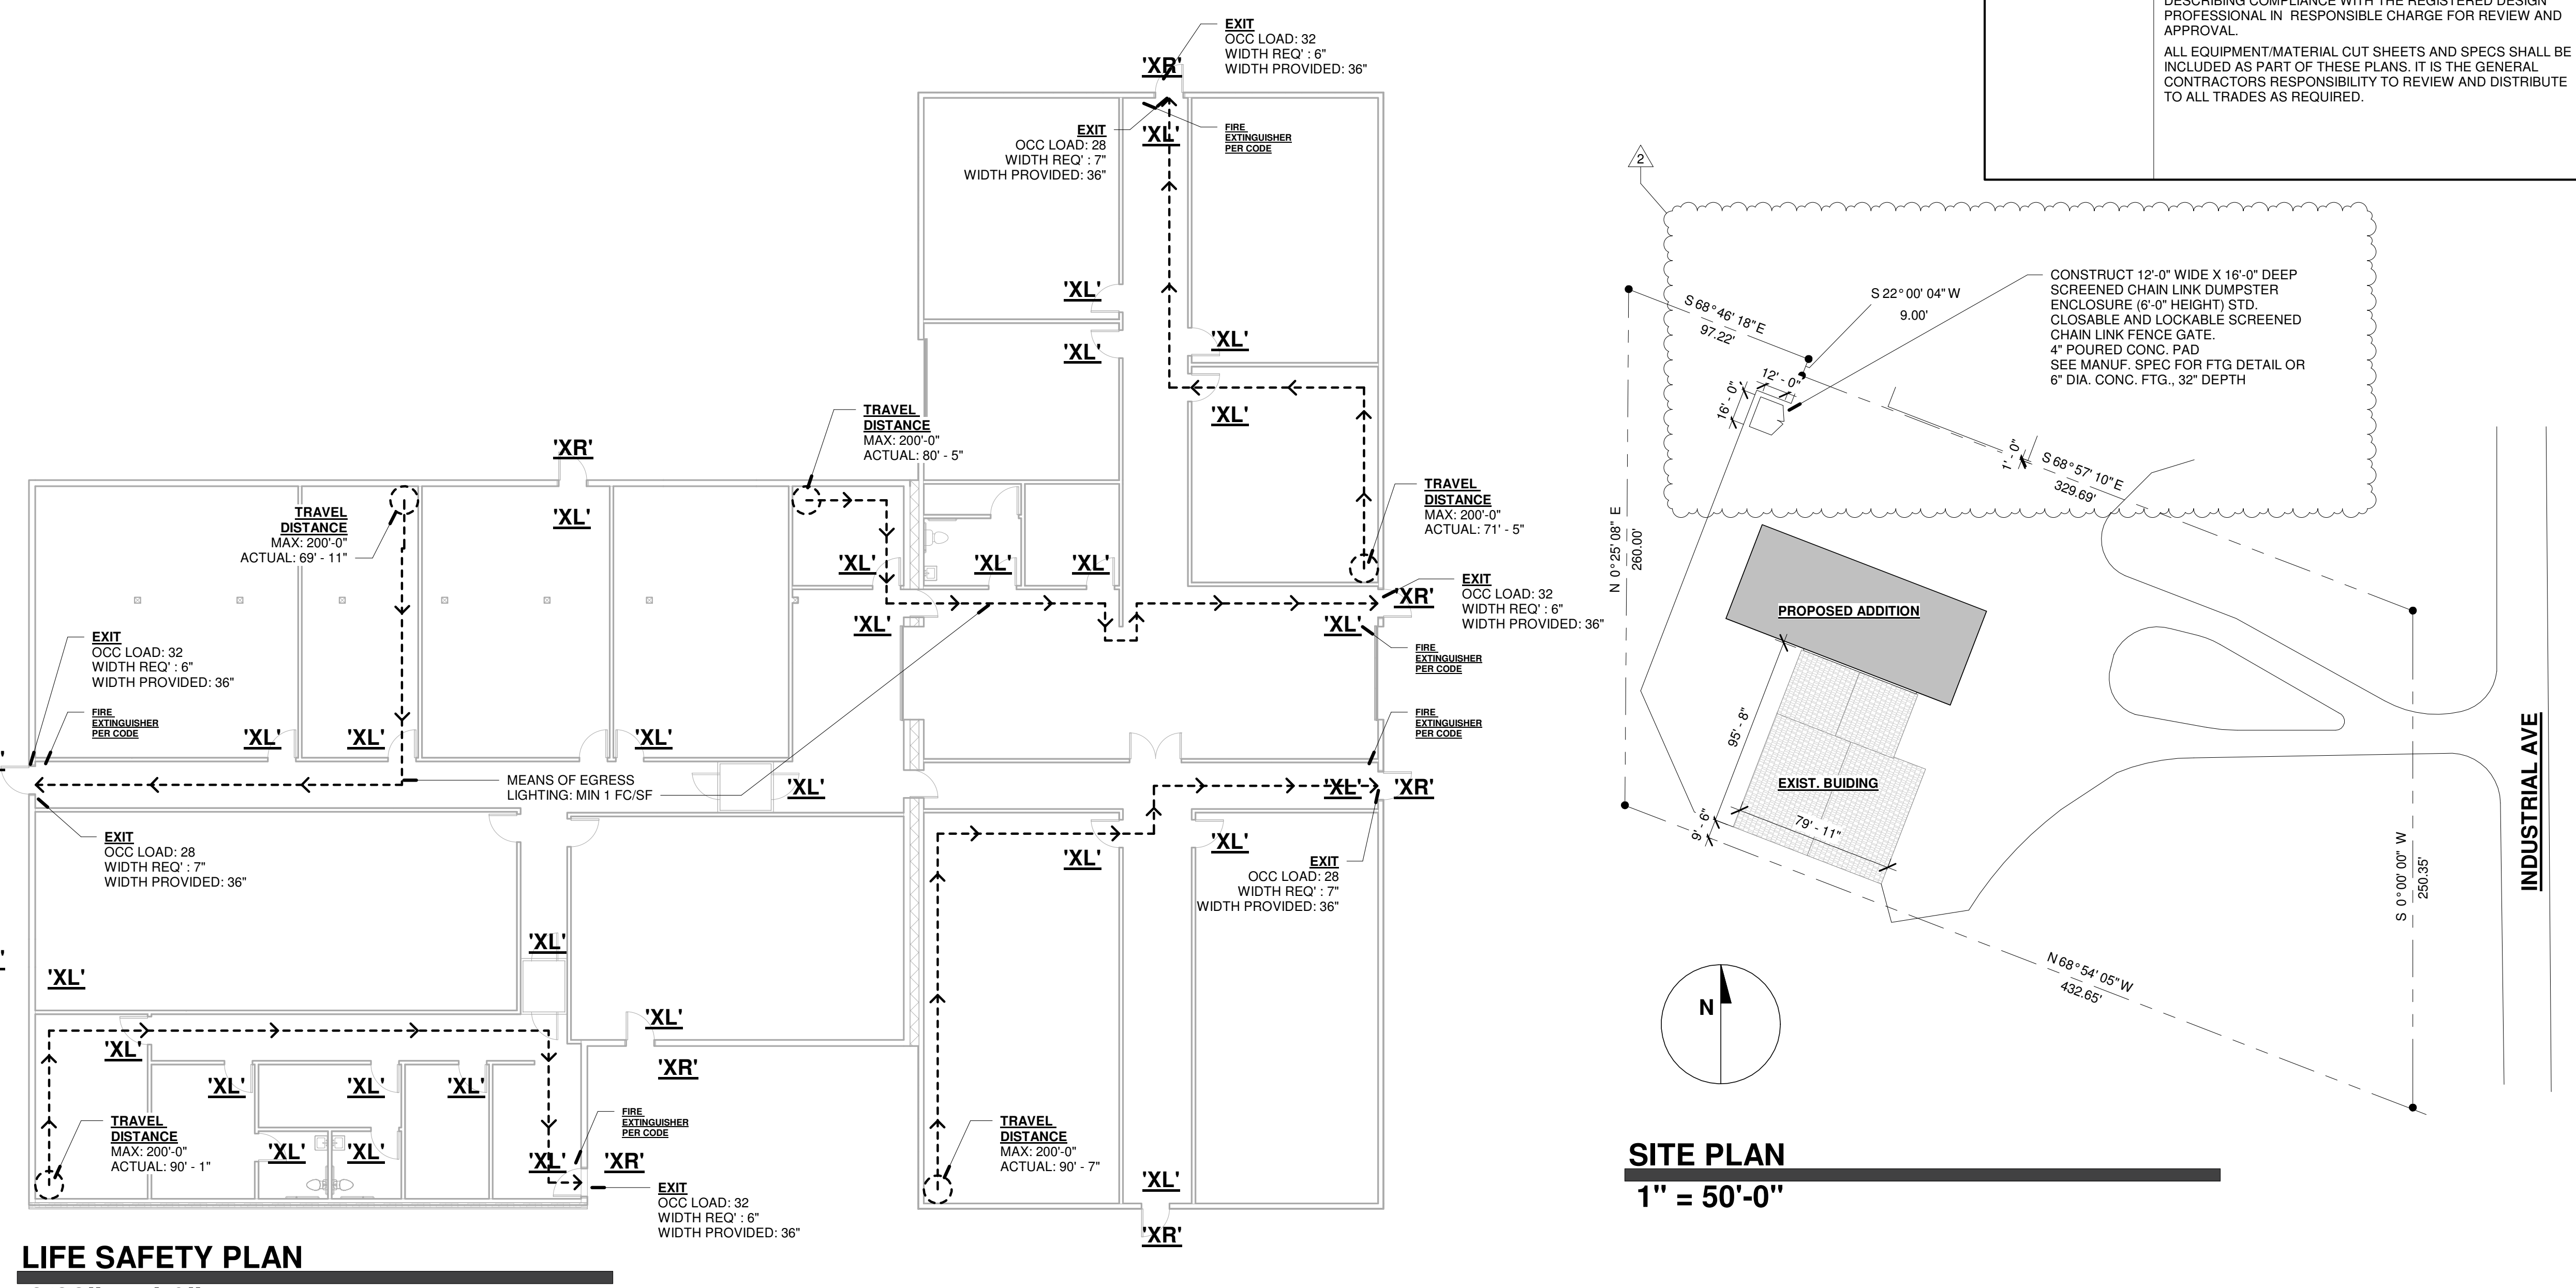 DESCRIBING COMPLIANCE WITH THE REGISTERED DESIGN
PROFESSIONAL IN RESPONSIBLE CHARGE FOR REVIEW AND
APPROVAL.
ALL EQUIPMENT/MATERIAL CUT SHEETS AND SPECS SHALL BE
INCLUDED AS PART OF THESE PLANS. IT IS THE GENERAL
CONTRACTORS RESPONSIBILITY TO REVIEW AND DISTRIBUTE
TO ALL TRADES AS REQUIRED.
EXIT
OCC LOAD: 32
WIDTH REQ' : 6"
WIDTH PROVIDED: 36"
'XR'
EXIT
OCC LOAD: 28
WIDTH REQ' : 7"
WIDTH PROVIDED: 36"
'XL'
FIRE
EXTINGUISHER
PER CODE
'XL'
'XL'
'XL'
'XL'
TRAVEL
DISTANCE
MAX: 200'-0"
ACTUAL: 80' - 5"
'XR'
'XL'
TRAVEL
DISTANCE
MAX: 200'-0"
ACTUAL: 69' - 11"
TRAVEL
DISTANCE
MAX: 200'-0"
ACTUAL: 71' - 5"
'XL'
'XL'
'XL'
EXIT
OCC LOAD: 32
WIDTH REQ' : 6"
WIDTH PROVIDED: 36"
'XR'
'XL'
'XL'
FIRE
EXTINGUISHER
PER CODE
EXIT
OCC LOAD: 32
WIDTH REQ' : 6"
WIDTH PROVIDED: 36"
FIRE
EXTINGUISHER
PER CODE
FIRE
EXTINGUISHER
PER CODE
'XL'
'XL'
'XL'
MEANS OF EGRESS
LIGHTING: MIN 1 FC/SF
'XL'
'XL'
'XR'
EXIT
OCC LOAD: 28
WIDTH REQ' : 7"
WIDTH PROVIDED: 36"
'XL'
'XL'
EXIT
OCC LOAD: 28
WIDTH REQ' : 7"
WIDTH PROVIDED: 36"
'XL'
'XL'
'XL'
'XR'
'XL'
'XL'
'XL'
'XL'
TRAVEL
DISTANCE
MAX: 200'-0"
ACTUAL: 90' - 1"
'XL'
'XL'
'XL'
'XR'
FIRE
EXTINGUISHER
PER CODE
EXIT
OCC LOAD: 32
WIDTH REQ' : 6"
WIDTH PROVIDED: 36"
TRAVEL
DISTANCE
MAX: 200'-0"
ACTUAL: 90' - 7"
'XL'
'XR'
LIFE SAFETY PLAN
2
CONSTRUCT 12'-0" WIDE X 16'-0" DEEP
SCREENED CHAIN LINK DUMPSTER
ENCLOSURE (6'-0" HEIGHT) STD.
CLOSABLE AND LOCKABLE SCREENED
CHAIN LINK FENCE GATE.
4" POURED CONC. PAD
SEE MANUF. SPEC FOR FTG DETAIL OR
6" DIA. CONC. FTG., 32" DEPTH
S 68° 46' 18" E
97.22'
S 22° 00' 04" W
9.00'
12' - 0"
16' - 0"
1' - 0"
S 68° 57' 10" E
329.69'
N 0° 25' 08" E
260.00'
PROPOSED ADDITION
95' - 8"
EXIST. BUIDING
79' - 11"
9' - 6"
S 0° 00' 00" W
250.35'
INDUSTRIAL AVE
N 68° 54' 05" W
432.65'
N
SITE PLAN
1" = 50'-0"